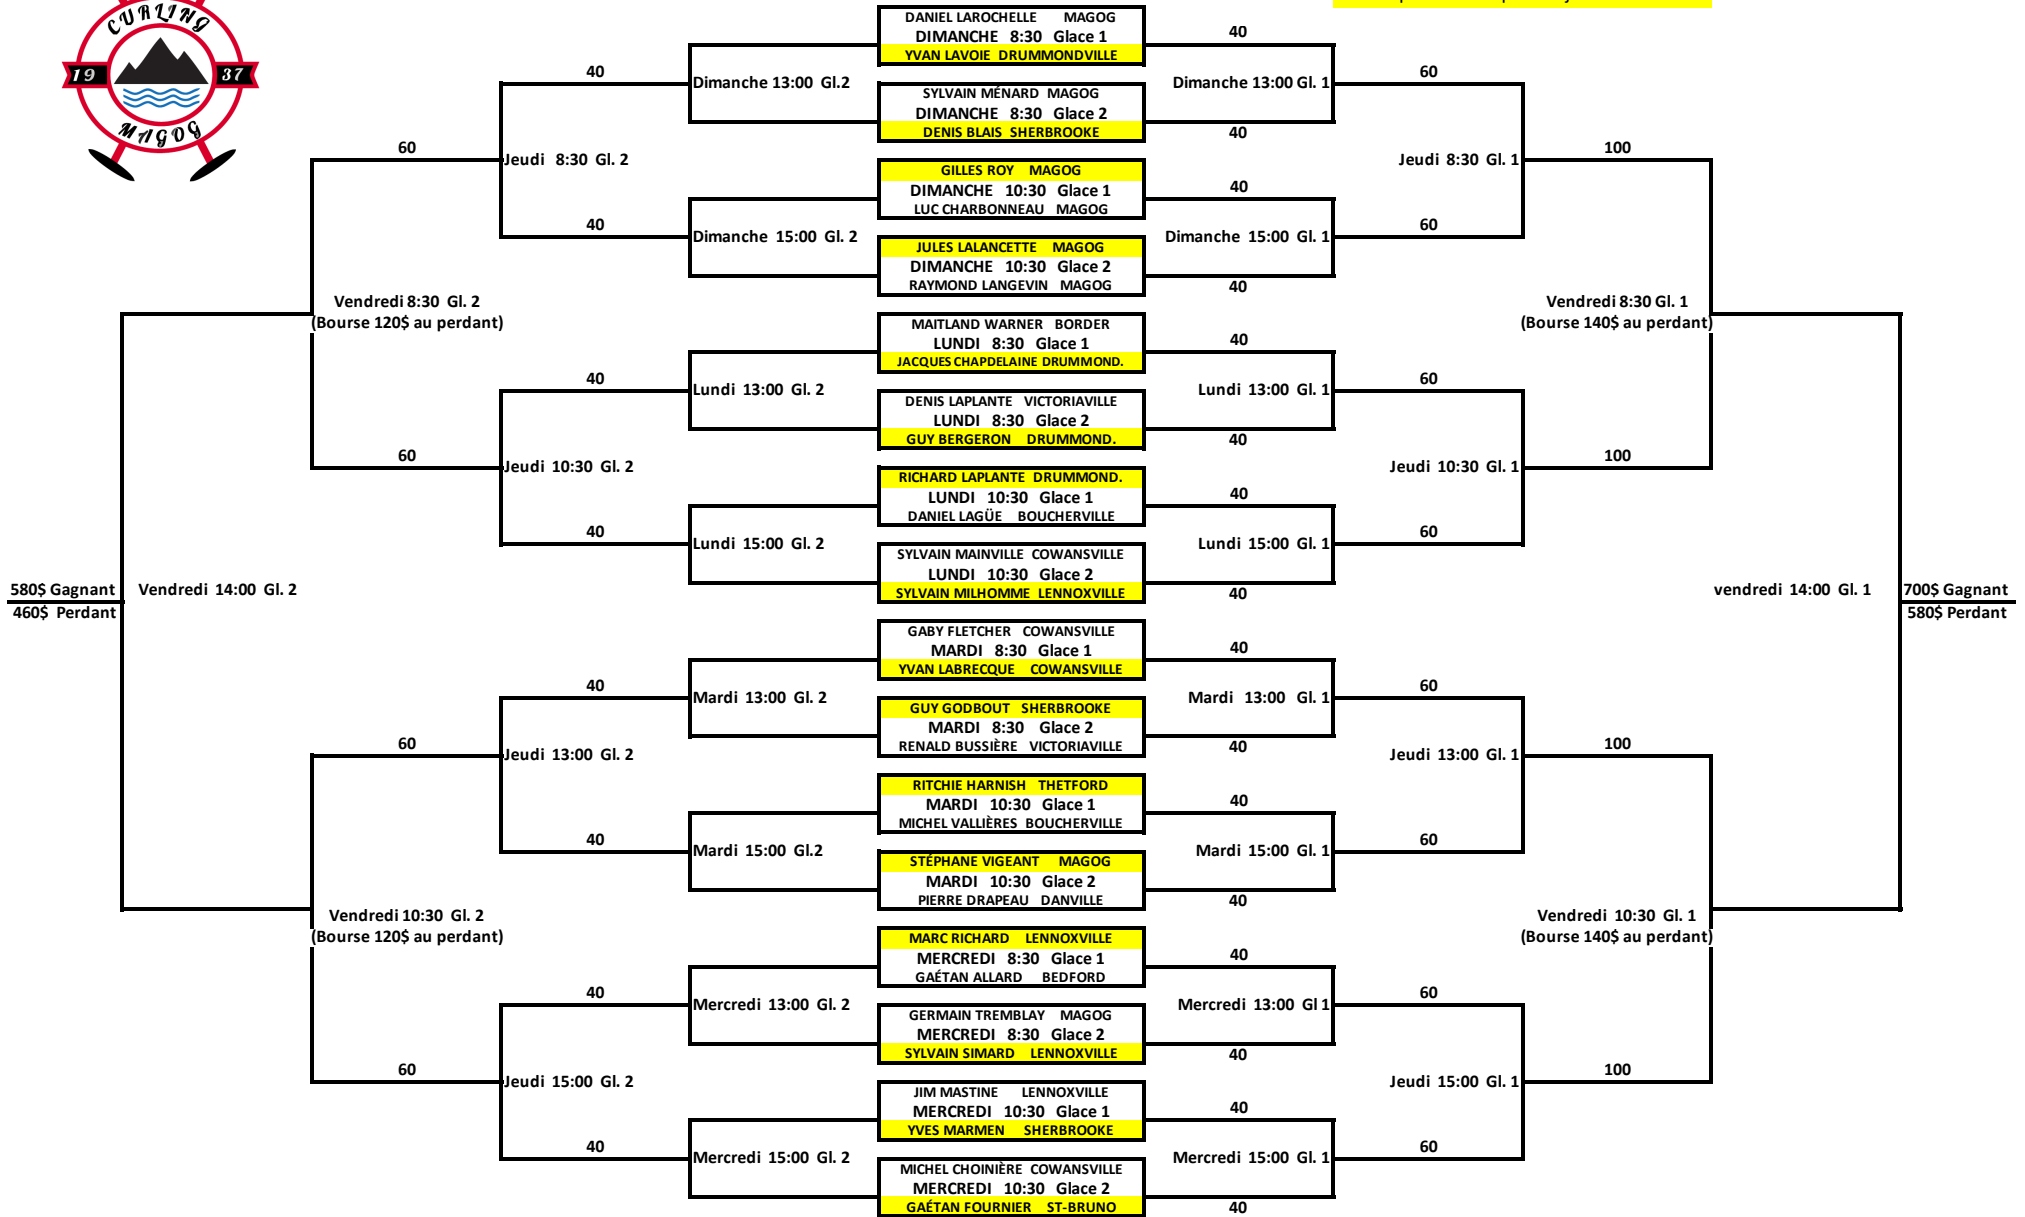 CURLING
19 37
MAGOG
DANIEL LAROCHELLE MAGOG
DIMANCHE 8:30 Glace 1
YVAN LAVOIE DRUMMONDVILLE
40
40
60
Dimanche 13:00 Gl.2
Dimanche 13:00 Gl. 1
SYLVAIN MÉNARD MAGOG
DIMANCHE 8:30 Glace 2
DENIS BLAIS SHERBROOKE
40
60
Jeudi 8:30 Gl. 2
Jeudi 8:30 Gl. 1
100
GILLES ROY MAGOG
DIMANCHE 10:30 Glace 1
LUC CHARBONNEAU MAGOG
40
40
60
Dimanche 15:00 Gl. 2
Dimanche 15:00 Gl. 1
JULES LALANCETTE MAGOG
DIMANCHE 10:30 Glace 2
RAYMOND LANGEVIN MAGOG
40
Vendredi 8:30 Gl. 2
(Bourse 120$ au perdant)
Vendredi 8:30 Gl. 1
(Bourse 140$ au perdant)
MAITLAND WARNER BORDER
LUNDI 8:30 Glace 1
JACQUES CHAPDELAINE DRUMMOND.
40
40
60
Lundi 13:00 Gl. 2
Lundi 13:00 Gl. 1
DENIS LAPLANTE VICTORIAVILLE
LUNDI 8:30 Glace 2
GUY BERGERON DRUMMOND.
40
60
Jeudi 10:30 Gl. 2
Jeudi 10:30 Gl. 1
100
RICHARD LAPLANTE DRUMMOND.
LUNDI 10:30 Glace 1
DANIEL LAGÜE BOUCHERVILLE
40
40
60
Lundi 15:00 Gl. 2
Lundi 15:00 Gl. 1
SYLVAIN MAINVILLE COWANSVILLE
LUNDI 10:30 Glace 2
SYLVAIN MILHOMME LENNOXVILLE
40
580$ Gagnant
460$ Perdant
Vendredi 14:00 Gl. 2
vendredi 14:00 Gl. 1
700$ Gagnant
580$ Perdant
GABY FLETCHER COWANSVILLE
MARDI 8:30 Glace 1
YVAN LABRECQUE COWANSVILLE
40
40
60
Mardi 13:00 Gl. 2
Mardi 13:00 Gl. 1
GUY GODBOUT SHERBROOKE
MARDI 8:30 Glace 2
RENALD BUSSIÈRE VICTORIAVILLE
40
60
Jeudi 13:00 Gl. 2
Jeudi 13:00 Gl. 1
100
RITCHIE HARNISH THETFORD
MARDI 10:30 Glace 1
MICHEL VALLIÈRES BOUCHERVILLE
40
40
60
Mardi 15:00 Gl.2
Mardi 15:00 Gl. 1
STÉPHANE VIGEANT MAGOG
MARDI 10:30 Glace 2
PIERRE DRAPEAU DANVILLE
40
Vendredi 10:30 Gl. 2
(Bourse 120$ au perdant)
Vendredi 10:30 Gl. 1
(Bourse 140$ au perdant)
MARC RICHARD LENNOXVILLE
MERCREDI 8:30 Glace 1
GAÉTAN ALLARD BEDFORD
40
40
60
Mercredi 13:00 Gl. 2
Mercredi 13:00 Gl 1
GERMAIN TREMBLAY MAGOG
MERCREDI 8:30 Glace 2
SYLVAIN SIMARD LENNOXVILLE
40
60
Jeudi 15:00 Gl. 2
Jeudi 15:00 Gl. 1
100
JIM MASTINE LENNOXVILLE
MERCREDI 10:30 Glace 1
YVES MARMEN SHERBROOKE
40
40
60
Mercredi 15:00 Gl. 2
Mercredi 15:00 Gl. 1
MICHEL CHOINIÈRE COWANSVILLE
MERCREDI 10:30 Glace 2
GAÉTAN FOURNIER ST-BRUNO
40